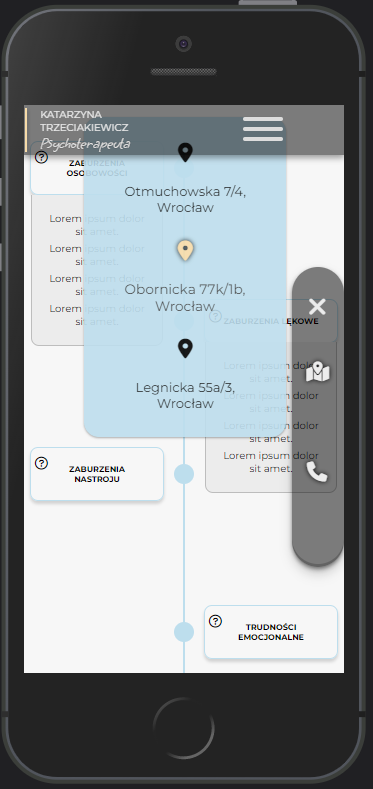 KATARZYNA
TRZECIAKIEWICZ
Psychoterapeuta
ZABURZENIA
OSOBOWOŚCI
Lorem ipsum dolor
sit amet.
Lorem ipsum dolor
sit amet.
Lorem ipsum dolor
sit amet.
Lorem ipsum dolor
sit amet.
Otmuchowska 7/4,
Wrocław
Obornicka 77k/1b,
Wrocław
Legnicka 55a/3,
Wrocław
ZABURZENIA LĘKOWE
Lorem ipsum dolor
sit amet.
Lorem ipsum dolor
sit amet.
Lorem ipsum dolor
sit amet.
Lorem ipsum dolor
sit amet.
ZABURZENIA
NASTROJU
TRUDNOŚCI
EMOCJONALNE